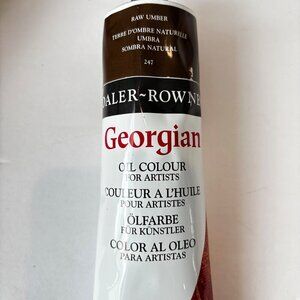 RAW UMBER
TERRE D'OMBRE NATURELLE
UMBRA
SOMBRA NATURAL
247
DALER~ROWNE
Georgian
OIL COLOUR
FOR ARTISTS
COULEUR A L'HUILE
POUR ARTISTES
ÖLFARBE
FÜR KÜNSTLER
COLOR AL OLEO
PARA ARTISTAS